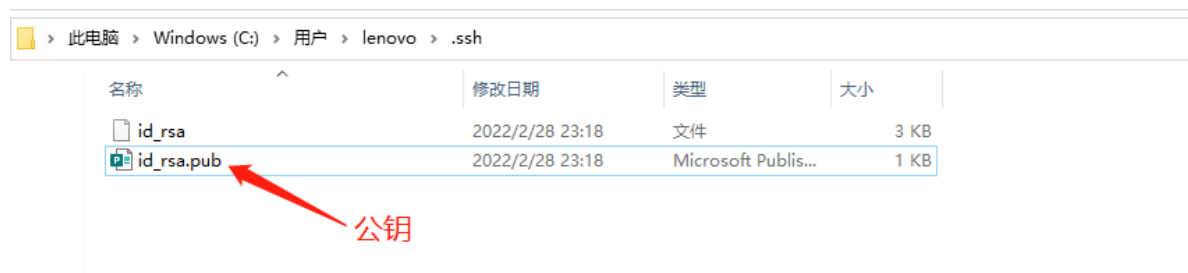 此电脑 > Windows (C:) > 用户 > lenovo > .ssh
名称 修改日期 类型 大小
id_rsa 2022/2/28 23:18 文件 3 KB
id_rsa.pub 2022/2/28 23:18 Microsoft Publis... 1 KB
公钥